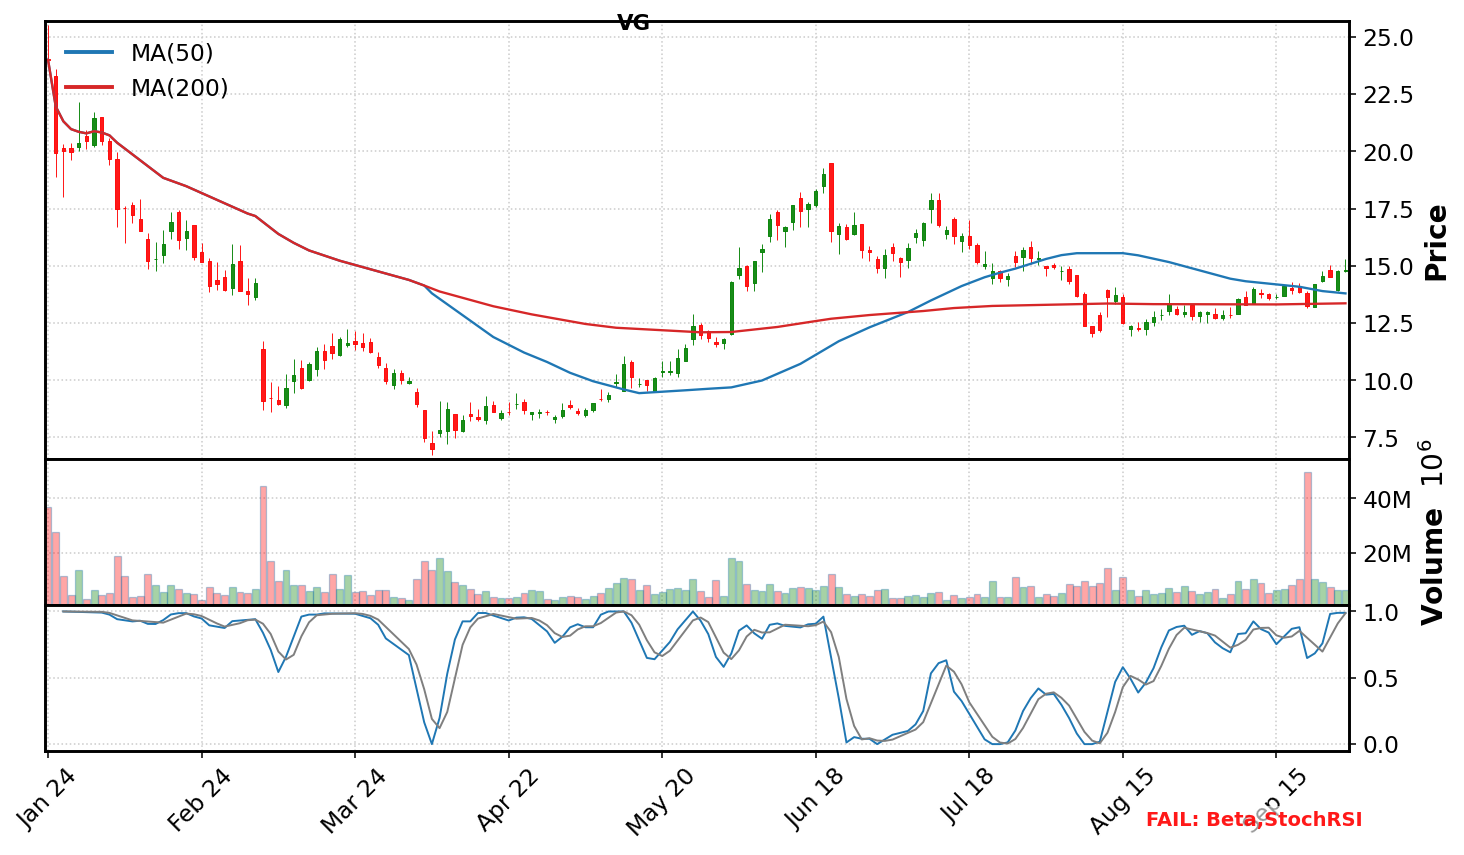 VG
MA(50)
MA(200)
25.0
22.5
20.0
17.5
15.0
12.5
10.0
7.5
Price
40M
20M
Volume 10⁶
1.0
0.5
0.0
Jan 24
Feb 24
Mar 24
Apr 22
May 20
Jun 18
Jul 18
Aug 15
Sep 15
FAIL: Beta,StochRSI